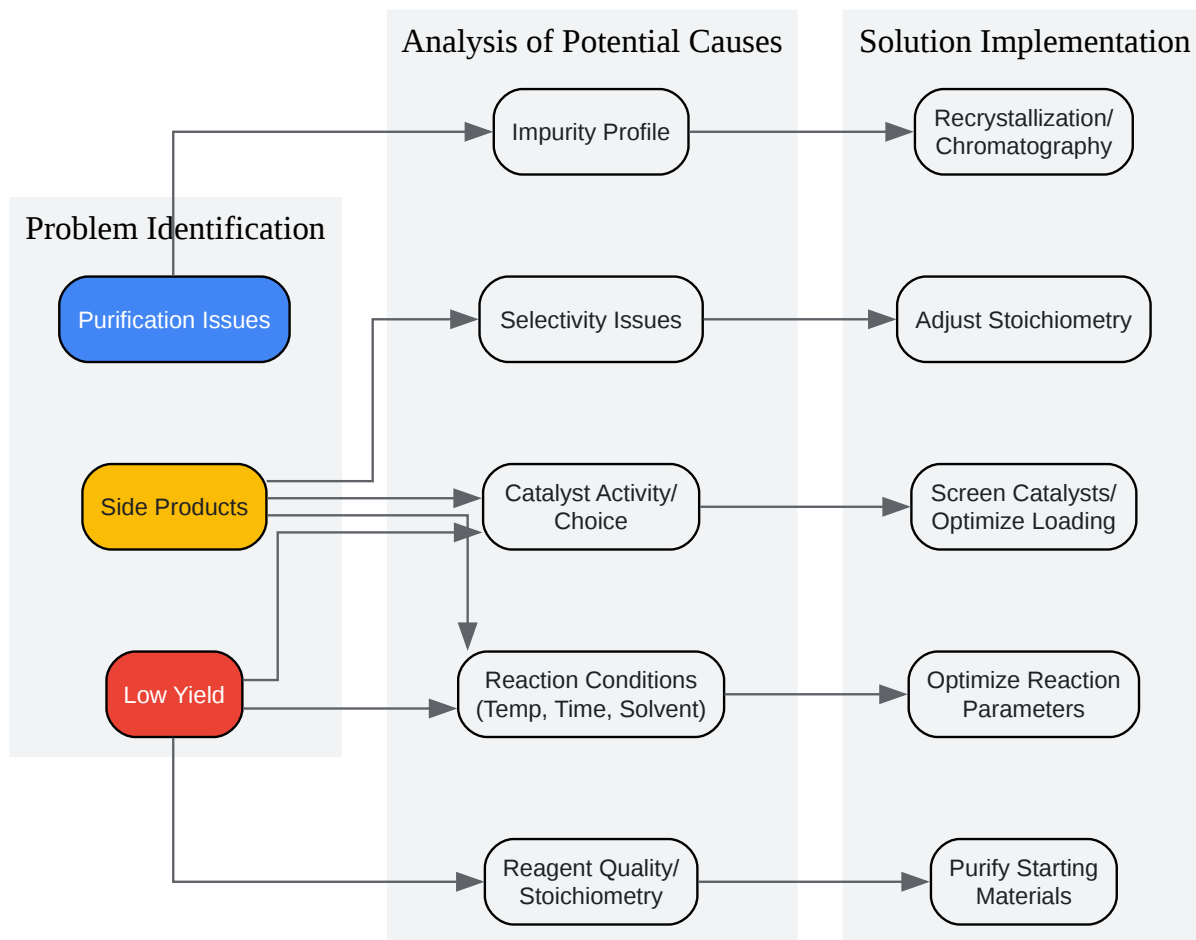 Problem Identification
Purification Issues
Side Products
Low Yield
Analysis of Potential Causes
Impurity Profile
Selectivity Issues
Catalyst Activity/
Choice
Reaction Conditions
(Temp, Time, Solvent)
Reagent Quality/
Stoichiometry
Solution Implementation
Recrystallization/
Chromatography
Adjust Stoichiometry
Screen Catalysts/
Optimize Loading
Optimize Reaction
Parameters
Purify Starting
Materials